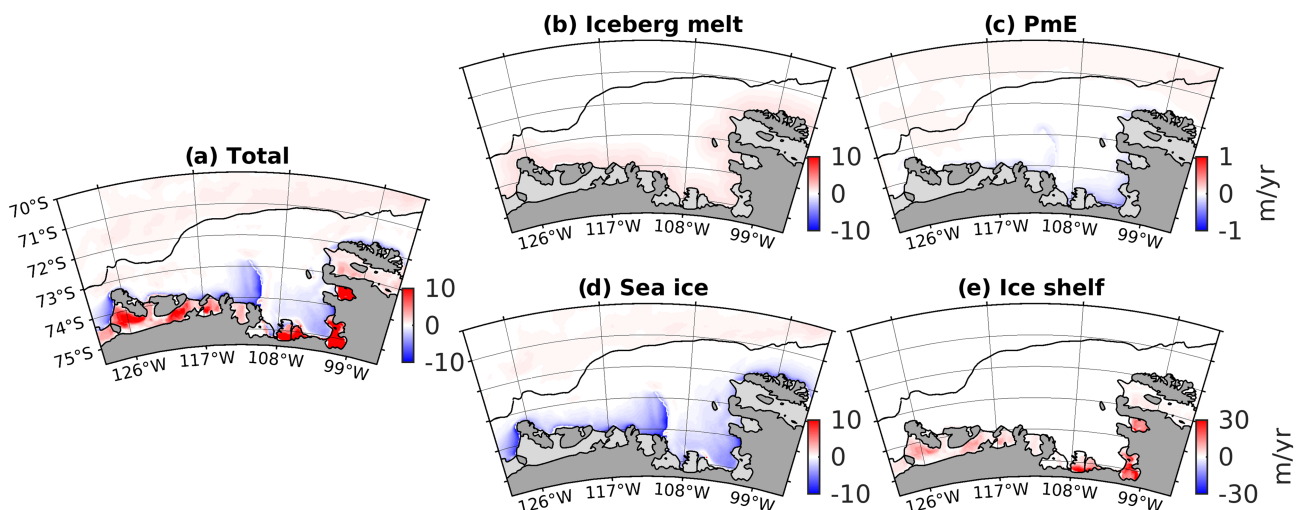 (b) Iceberg melt
(c) PmE
(a) Total
70°S
71°S
72°S
73°S
74°S
75°S
126°W 117°W 108°W 99°W
10
0
-10
126°W 117°W 108°W 99°W
10
0
-10
126°W 117°W 108°W 99°W
1
0
-1
m/yr
(d) Sea ice
(e) Ice shelf
126°W 117°W 108°W 99°W
10
0
-10
126°W 117°W 108°W 99°W
30
0
-30
m/yr